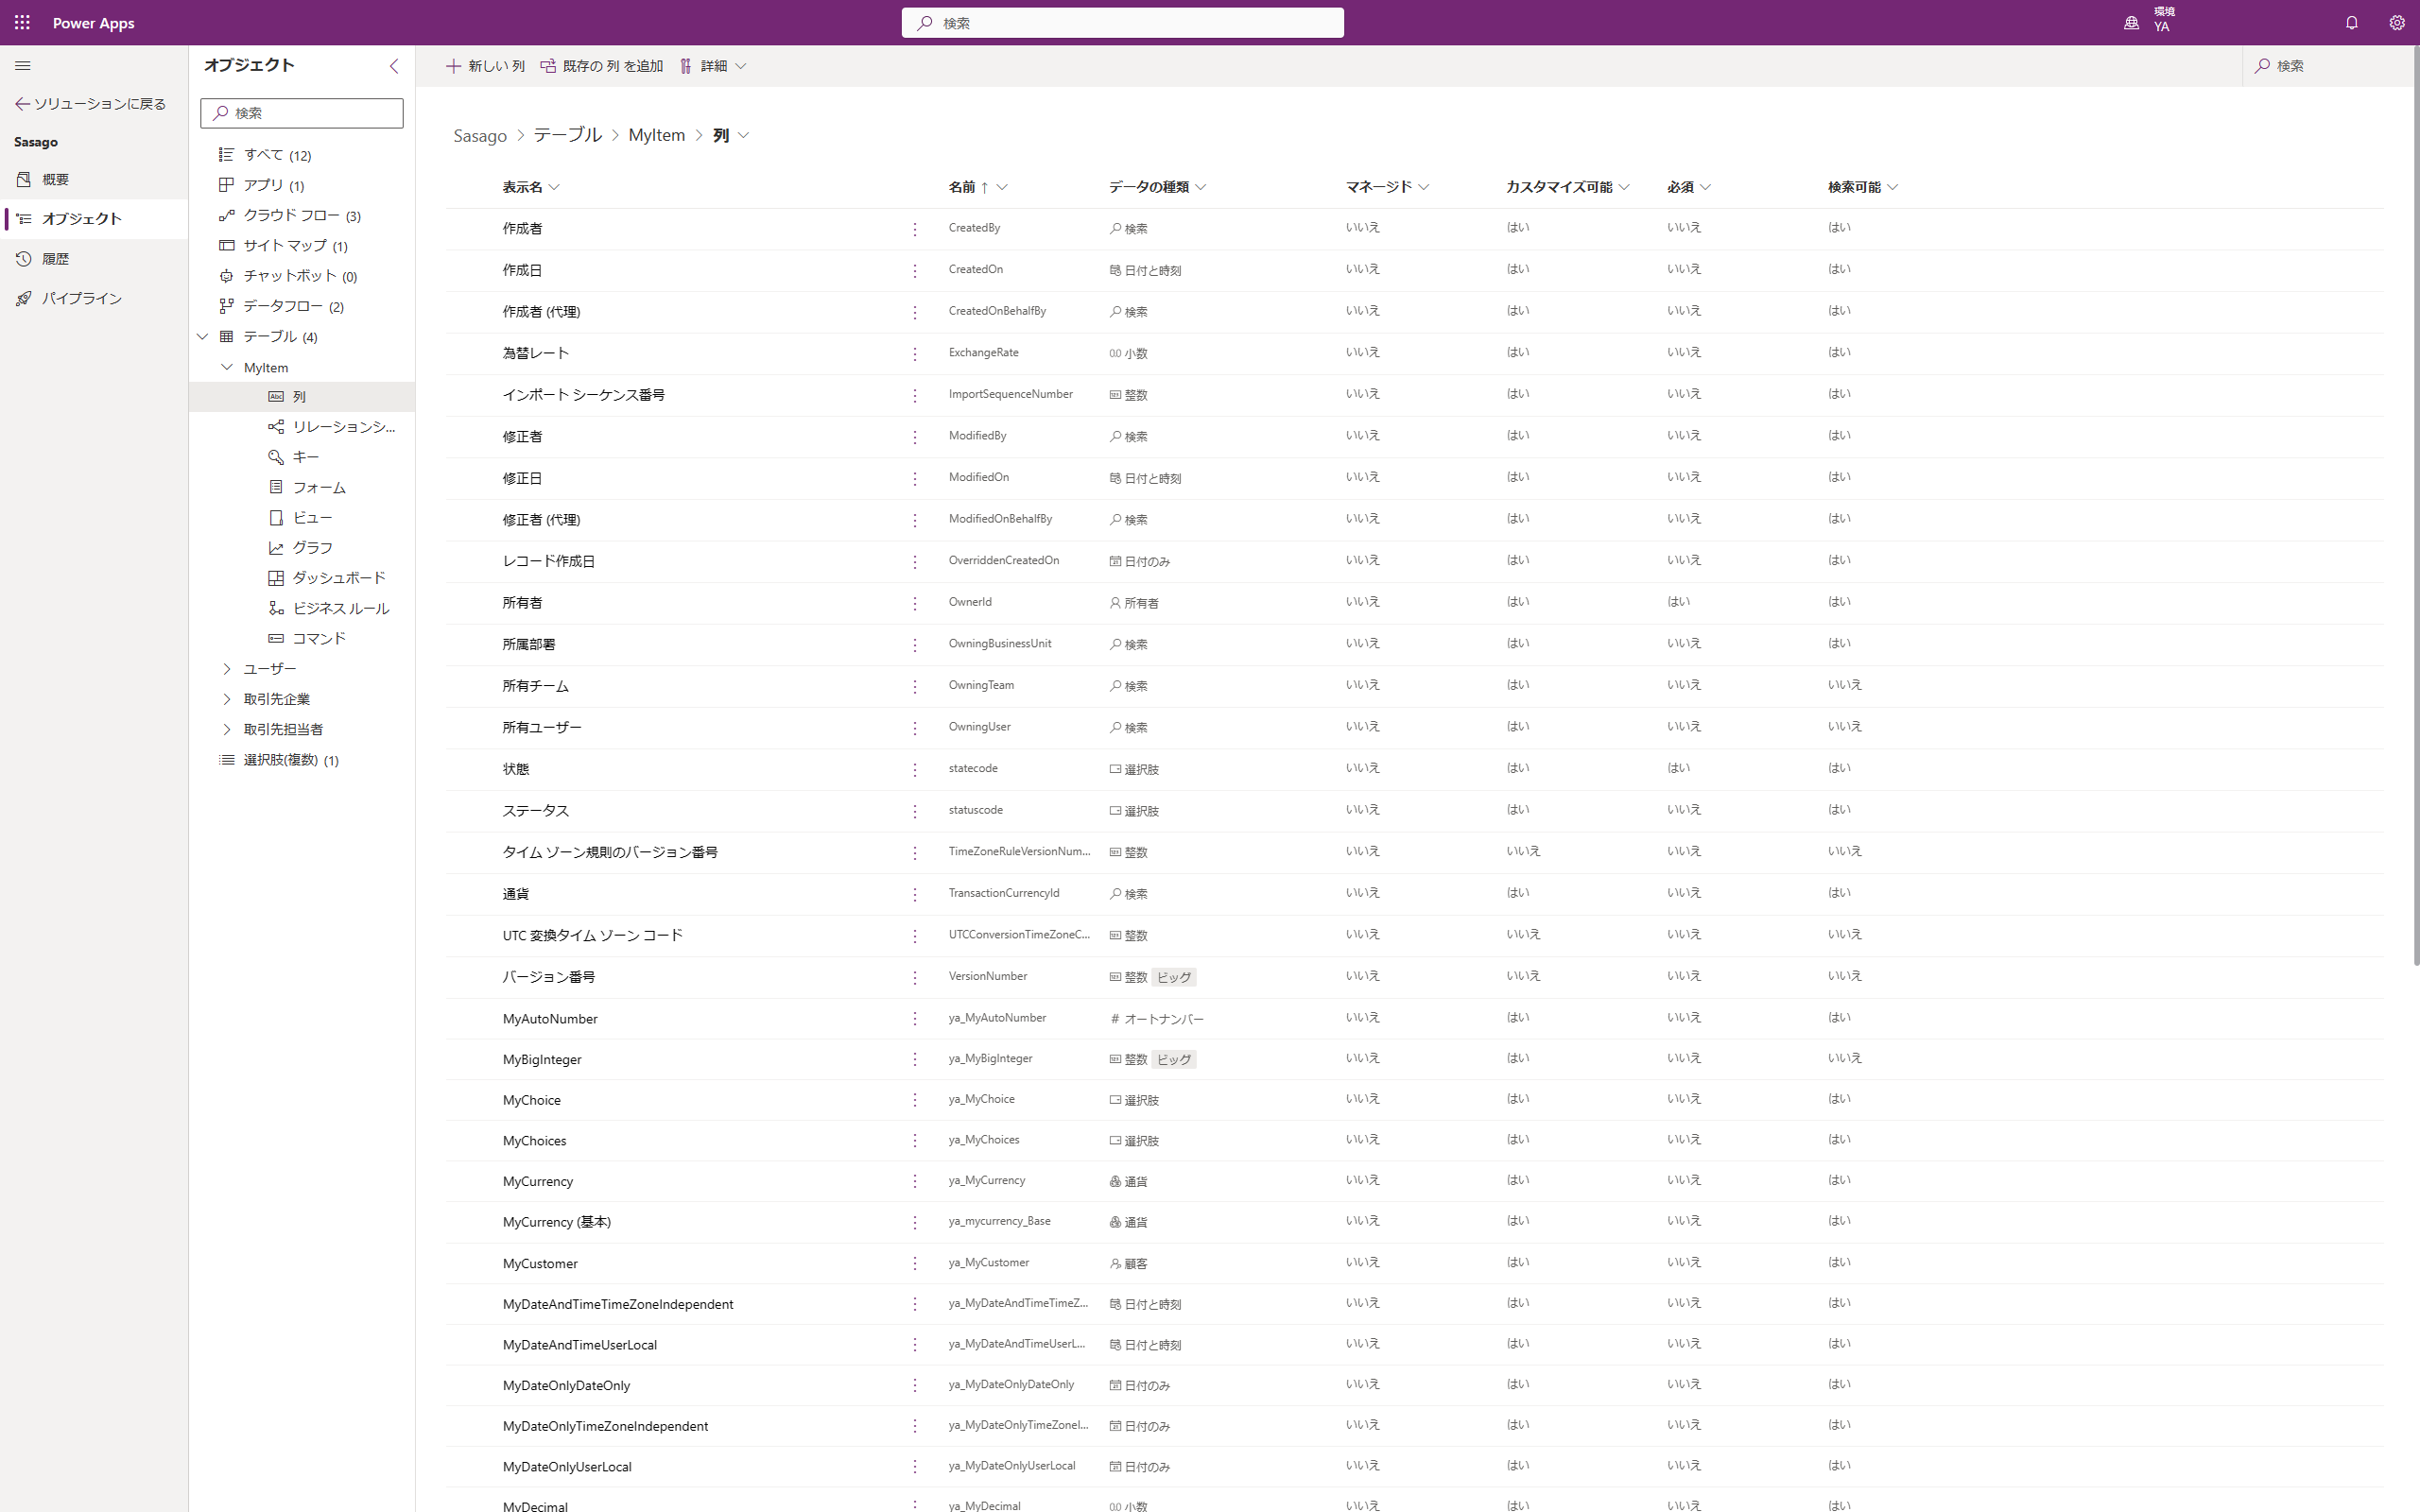 Power Apps
検索
環境
YA
ソリューションに戻る
Sasago
概要
オブジェクト
履歴
パイプライン
オブジェクト
検索
すべて (12)
アプリ (1)
クラウド フロー (3)
サイト マップ (1)
チャットボット (0)
データフロー (2)
テーブル (4)
MyItem
列
リレーションシ...
キー
フォーム
ビュー
グラフ
ダッシュボード
ビジネス ルール
コマンド
ユーザー
取引先企業
取引先担当者
選択肢(複数) (1)
新しい 列 既存の 列 を追加 詳細 検索
Sasago テーブル MyItem 列
表示名 名前 ↑ データの種類 マネージド カスタマイズ可能 必須 検索可能
作成者 CreatedBy 検索 いいえ はい いいえ はい
作成日 CreatedOn 日付と時刻 いいえ はい いいえ はい
作成者 (代理) CreatedOnBehalfBy 検索 いいえ はい いいえ はい
為替レート ExchangeRate 小数 いいえ はい いいえ はい
インポート シーケンス番号 ImportSequenceNumber 整数 いいえ はい いいえ はい
修正者 ModifiedBy 検索 いいえ はい いいえ はい
修正日 ModifiedOn 日付と時刻 いいえ はい いいえ はい
修正者 (代理) ModifiedOnBehalfBy 検索 いいえ はい いいえ はい
レコード作成日 OverriddenCreatedOn 日付のみ いいえ はい いいえ はい
所有者 OwnerId 所有者 いいえ はい はい はい
所属部署 OwningBusinessUnit 検索 いいえ はい いいえ はい
所有チーム OwningTeam 検索 いいえ はい いいえ いいえ
所有ユーザー OwningUser 検索 いいえ はい いいえ いいえ
状態 statecode 選択肢 いいえ はい はい はい
ステータス statuscode 選択肢 いいえ はい いいえ はい
タイム ゾーン規則のバージョン番号 TimeZoneRuleVersionNum... 整数 いいえ いいえ いいえ いいえ
通貨 TransactionCurrencyId 検索 いいえ はい いいえ はい
UTC 変換タイム ゾーン コード UTCConversionTimeZoneC... 整数 いいえ いいえ いいえ いいえ
バージョン番号 VersionNumber 整数 ビッグ いいえ いいえ いいえ いいえ
MyAutoNumber ya_MyAutoNumber # オートナンバー いいえ はい いいえ はい
MyBigInteger ya_MyBigInteger 整数 ビッグ いいえ はい いいえ いいえ
MyChoice ya_MyChoice 選択肢 いいえ はい いいえ はい
MyChoices ya_MyChoices 選択肢 いいえ はい いいえ はい
MyCurrency ya_MyCurrency 通貨 いいえ はい いいえ はい
MyCurrency (基本) ya_mycurrency_Base 通貨 いいえ はい いいえ はい
MyCustomer ya_MyCustomer 顧客 いいえ はい いいえ はい
MyDateAndTimeTimeZoneIndependent ya_MyDateAndTimeTimeZ... 日付と時刻 いいえ はい いいえ はい
MyDateAndTimeUserLocal ya_MyDateAndTimeUserL... 日付と時刻 いいえ はい いいえ はい
MyDateOnlyDateOnly ya_MyDateOnlyDateOnly 日付のみ いいえ はい いいえ はい
MyDateOnlyTimeZoneIndependent ya_MyDateOnlyTimeZoneI... 日付のみ いいえ はい いいえ はい
MyDateOnlyUserLocal ya_MyDateOnlyUserLocal 日付のみ いいえ はい いいえ はい
MyDecimal ya_MyDecimal 小数 いいえ はい いいえ はい